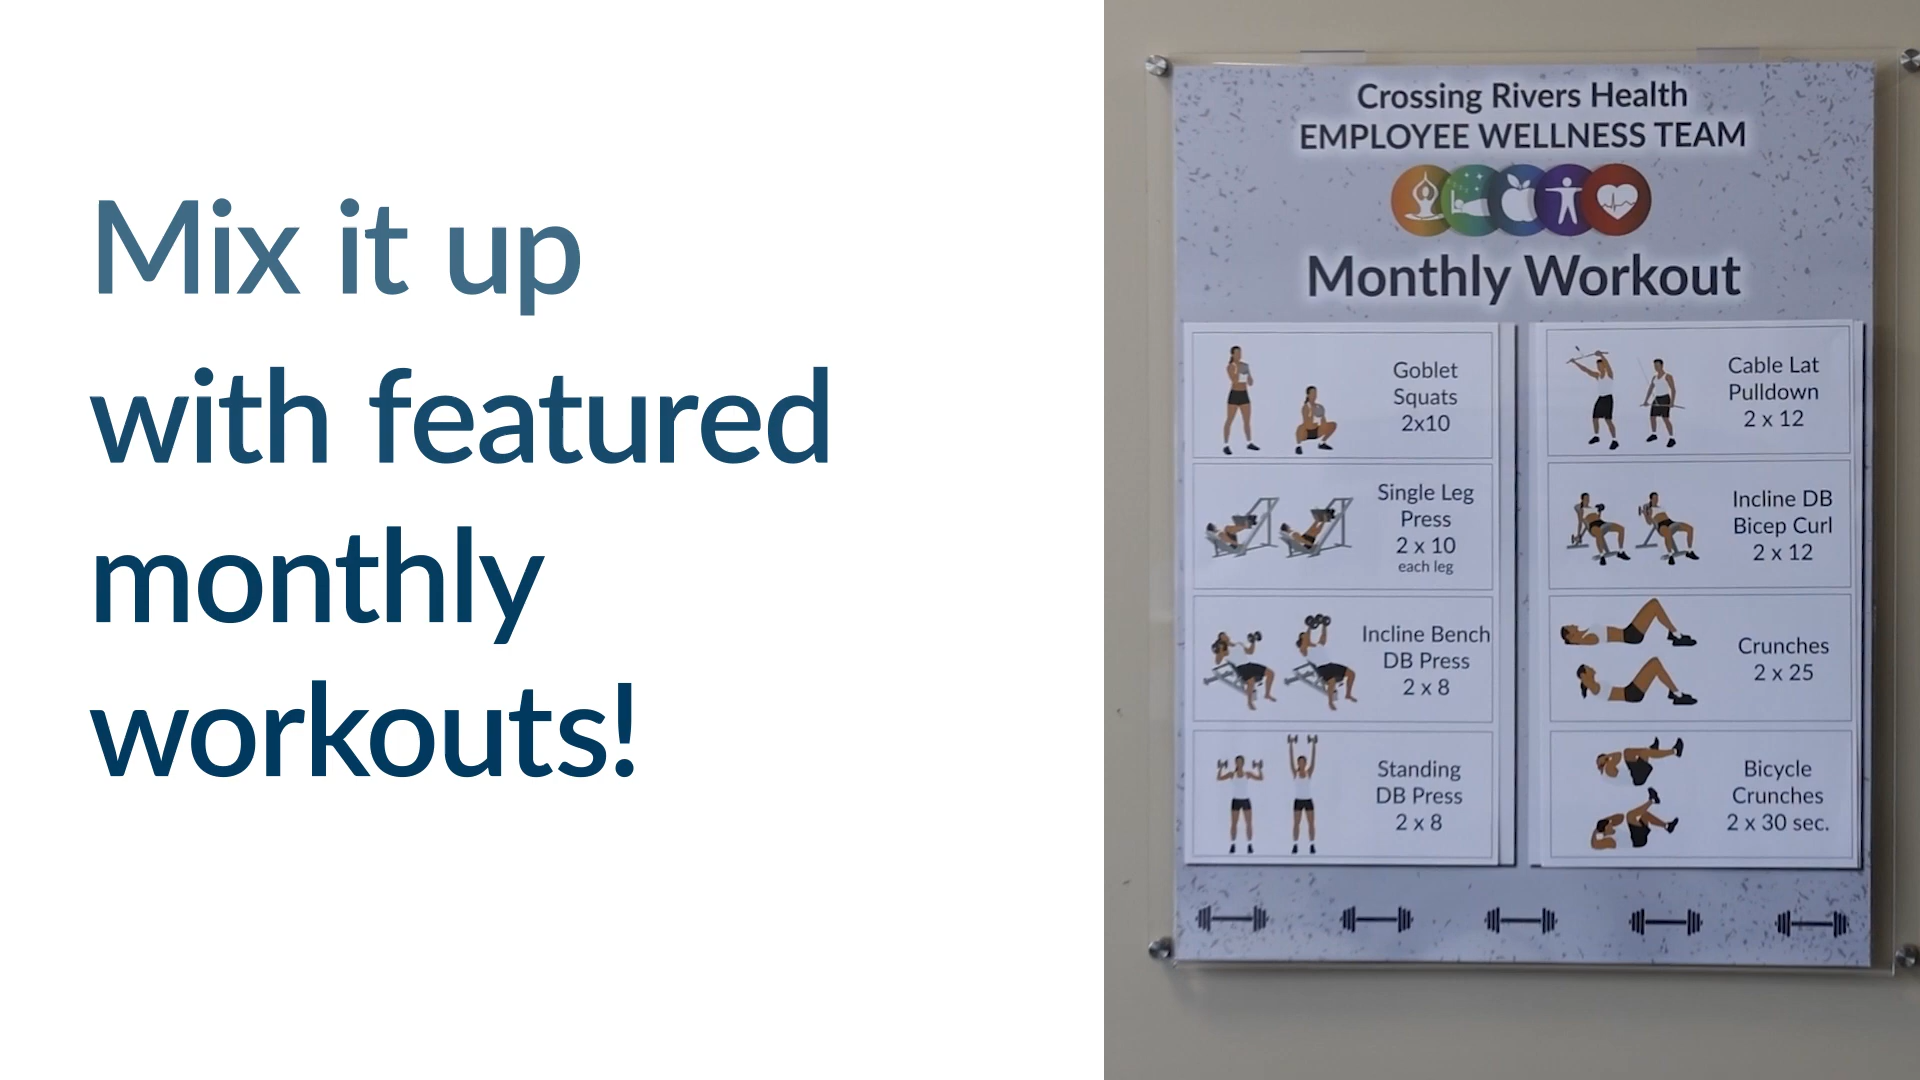 Mix it up
with featured
monthly
workouts!
Crossing Rivers Health
EMPLOYEE WELLNESS TEAM
Monthly Workout
Goblet
Squats
2x10
Single Leg
Press
2 x 10
each leg
Incline Bench
DB Press
2 x 8
Standing
DB Press
2 x 8
Cable Lat
Pulldown
2 x 12
Incline DB
Bicep Curl
2 x 12
Crunches
2 x 25
Bicycle
Crunches
2 x 30 sec.